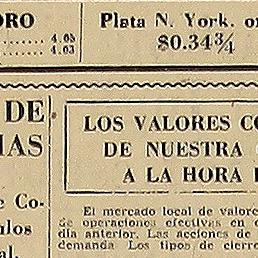 ORO
4.05
4.03
Plata N. York. o
$0.34¾
DE
IAS
e Co-
ulos
al.
LOS VALORES CO
DE NUESTRA
A LA HORA
El mercado local de valore
de operaciones efectivas en
día anterior. Las acciones de
demanda Los tipos de cierre